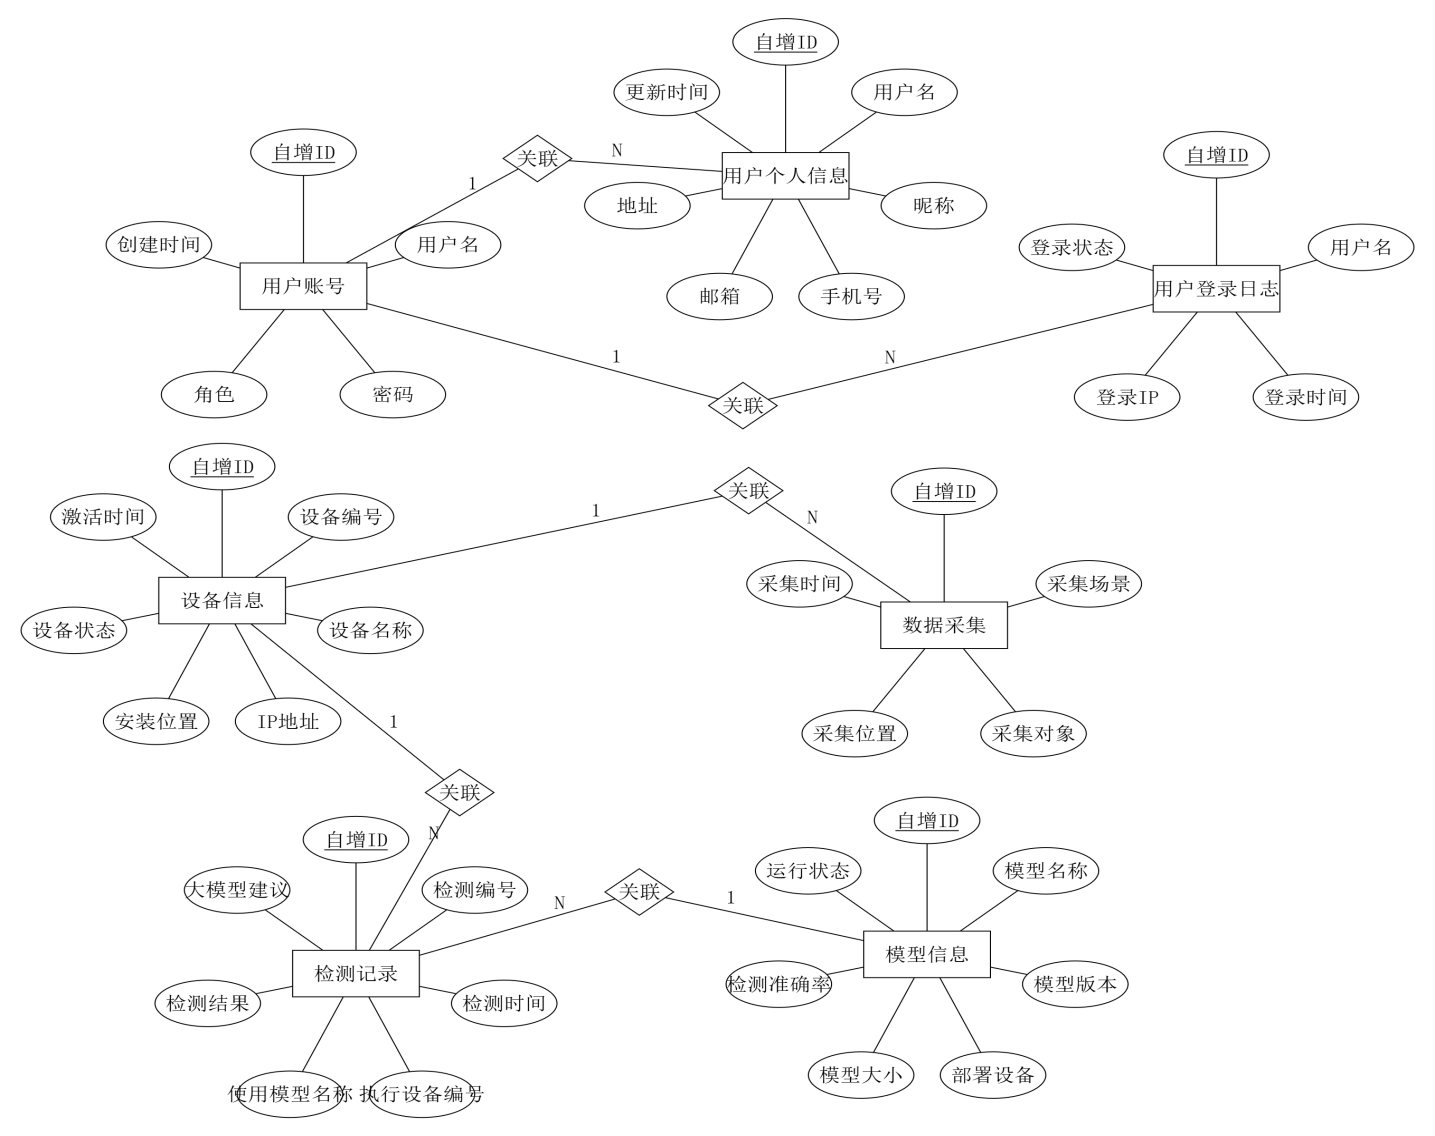 自增ID
更新时间
用户名
自增ID
关联
N
用户个人信息
自增ID
1
地址
昵称
创建时间
用户名
登录状态
用户名
用户账号
用户登录日志
邮箱
手机号
1
N
角色
密码
关联
登录IP
登录时间
自增ID
关联
自增ID
激活时间
设备编号
1
N
采集时间
采集场景
设备信息
数据采集
设备状态
设备名称
安装位置
IP地址
1
采集位置
采集对象
关联
自增ID
N
自增ID
大模型建议
检测编号
关联
运行状态
模型名称
N
1
检测记录
模型信息
检测结果
检测时间
检测准确率
模型版本
使用模型名称
执行设备编号
模型大小
部署设备